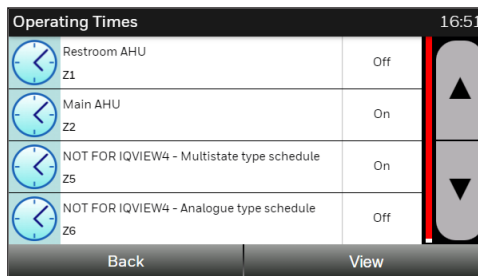 Operating Times 16:51
Restroom AHU
Off
Z1
Main AHU
On
Z2
NOT FOR IQVIEW4 - Multistate type schedule
On
Z5
NOT FOR IQVIEW4 - Analogue type schedule
Off
Z6
Back View